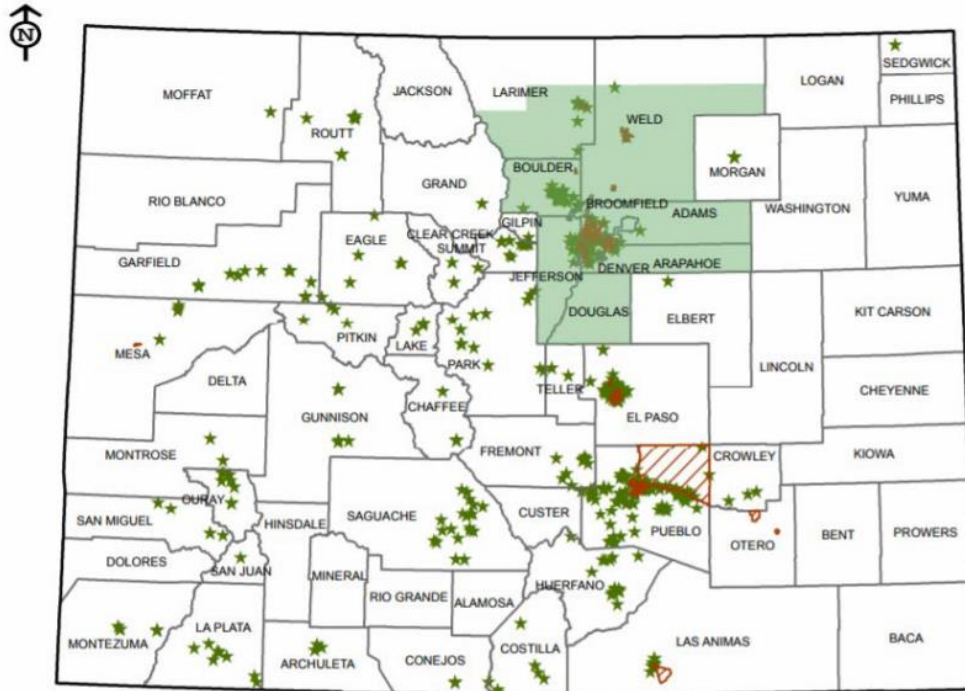 N
SEDGWICK
LOGAN
PHILLIPS
MOFFAT
JACKSON
LARIMER
ROUTT
WELD
MORGAN
BOULDER
GRAND
RIO BLANCO
BROOMFIELD
ADAMS
WASHINGTON
YUMA
GILPIN
CLEAR CREEK
EAGLE
SUMMIT
GARFIELD
JEFFERSON
DENVER
ARAPAHOE
DOUGLAS
ELBERT
KIT CARSON
PITKIN
LAKE
MESA
PARK
LINCOLN
DELTA
TELLER
CHEYENNE
CHAFFEE
GUNNISON
EL PASO
FREMONT
MONTROSE
CROWLEY
KIOWA
OURAY
SAN MIGUEL
HINSDALE
SAGUACHE
CUSTER
PUEBLO
OTERO
BENT
PROWERS
DOLORES
SAN JUAN
MINERAL
RIO GRANDE
ALAMOSA
HUERFANO
LA PLATA
MONTEZUMA
ARCHULETA
CONEJOS
COSTILLA
LAS ANIMAS
BACA